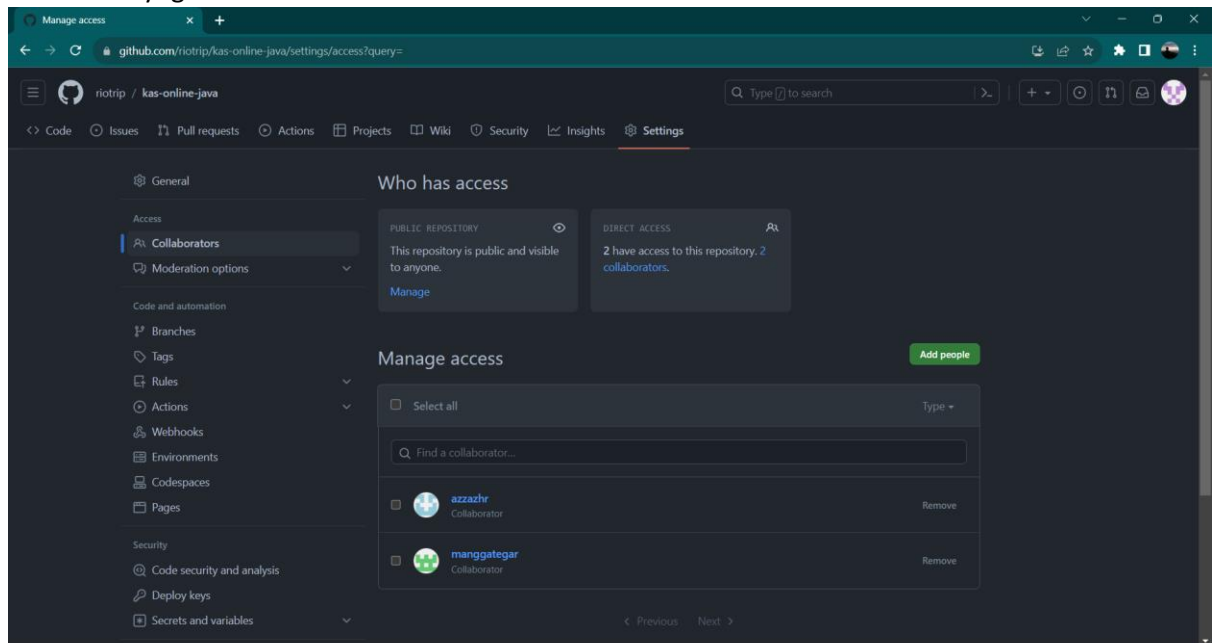 Manage access
github.com/riotrip/kas-online-java/settings/access?query=
riotrip / kas-online-java
Type / to search
Code Issues Pull requests Actions Projects Wiki Security Insights Settings
General
Access
Collaborators
Moderation options
Code and automation
Branches
Tags
Rules
Actions
Webhooks
Environments
Codespaces
Pages
Security
Code security and analysis
Deploy keys
Secrets and variables
Who has access
PUBLIC REPOSITORY
This repository is public and visible
to anyone.
Manage
DIRECT ACCESS
2 have access to this repository. 2
collaborators.
Manage access
Add people
Select all
Type
Find a collaborator...
azzazhr
Collaborator
Remove
manggategar
Collaborator
Remove
< Previous Next >